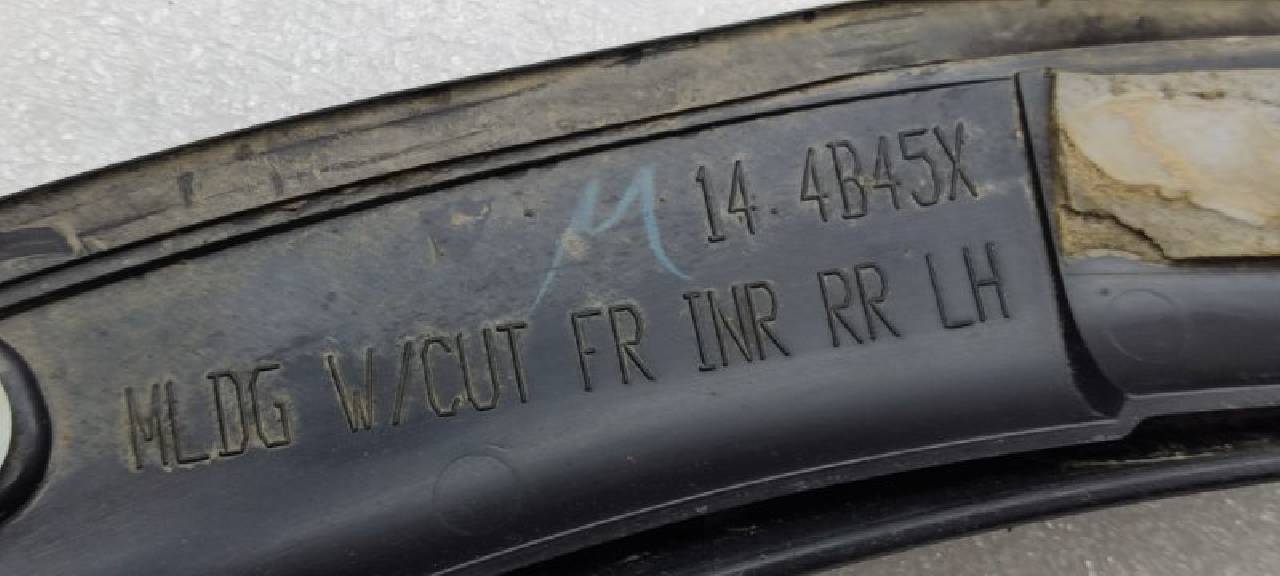 M
14. 4B45X
MLDG W/CUT FR INR RR LH